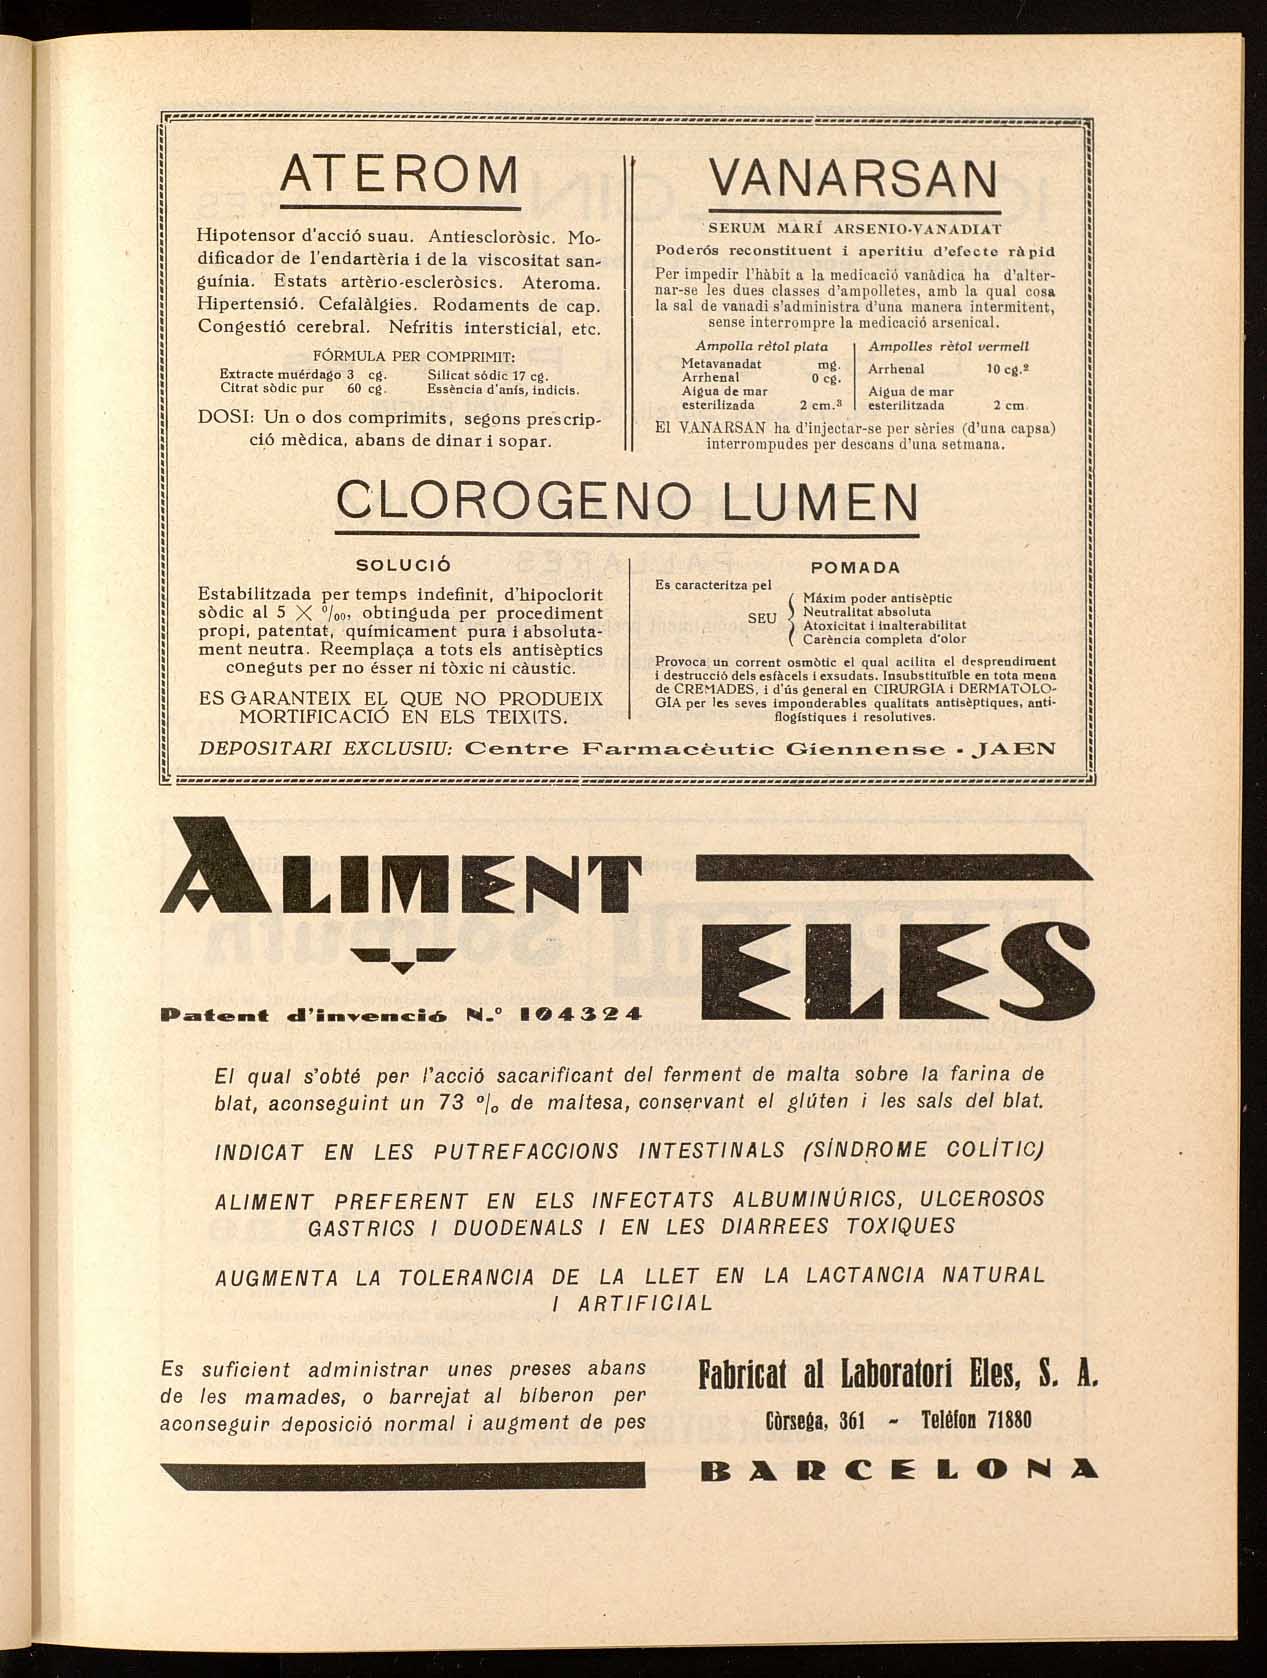 ATEROM
Hipotensor d'acció suau. Antiescloròsic. Mo-
dificador de l'endartèria i de la viscositat san-
guínia. Estats artèrio-escleròsics. Ateroma.
Hipertensió. Cefalàlgies. Rodaments de cap.
Congestió cerebral. Nefritis intersticial, etc.
FÓRMULA PER COMPRIMIT:
Extracte muérdago 3 cg. Silicat sódic 17 cg.
Citrat sòdic pur 60 cg. Essència d'anís, indicis.
DOSI: Un o dos comprimits, segons prescrip-
ció mèdica, abans de dinar i sopar.
VANARSAN
SERUM MARÍ ARSENIO-VANADIAT
Poderós reconstituent i aperitiu d'efecte ràpid
Per impedir l'hàbit a la medicació vanàdica ha d'alter-
nar-se les dues classes d'ampolletes, amb la qual cosa
la sal de vanadi s'administra d'una manera intermitent,
sense interrompre la medicació arsenical.
Ampolla rètol plata
Metavanadat mg.
Arrhenal 0 cg.
Aigua de mar
esterilizada 2 cm.³
Ampolles rètol vermell
Arrhenal 10 cg.²
Aigua de mar
esterilitzada 2 cm.
El VANARSAN ha d'injectar-se per sèries (d'una capsa)
interrompudes per descans d'una setmana.
CLOROGENO LUMEN
SOLUCIÓ
Estabilitzada per temps indefinit, d'hipoclorit
sòdic al 5 X º/₀₀, obtinguda per procediment
propi, patentat, químicament pura i absoluta-
ment neutra. Reemplaça a tots els antisèptics
coneguts per no ésser ni tòxic ni càustic.
ES GARANTEIX EL QUE NO PRODUEIX
MORTIFICACIÓ EN ELS TEIXITS.
POMADA
Es caracteritza pel
SEU
Máxim poder antisèptic
Neutralitat absoluta
Atoxicitat i inalterabilitat
Carència completa d'olor
Provoca un corrent osmòtic el qual acilita el desprendiment
i destrucció dels esfàcels i exsudats. Insubstituïble en tota mena
de CREMADES, i d'ús general en CIRURGIA i DERMATOLO-
GIA per les seves imponderables qualitats antisèptiques, anti-
flogístiques i resolutives.
DEPOSITARI EXCLUSIU: Centre Farmacèutic Giennense - JAEN
ALIMENT
ELES
Patent d'invenció N.º 104324
El qual s'obté per l'acció sacarificant del ferment de malta sobre la farina de
blat, aconseguint un 73 º/₀ de maltesa, conservant el glúten i les sals del blat.
INDICAT EN LES PUTREFACCIONS INTESTINALS (SÍNDROME COLÍTIC)
ALIMENT PREFERENT EN ELS INFECTATS ALBUMINÚRICS, ULCEROSOS
GASTRICS I DUODENALS I EN LES DIARREES TOXIQUES
AUGMENTA LA TOLERANCIA DE LA LLET EN LA LACTANCIA NATURAL
I ARTIFICIAL
Es suficient administrar unes preses abans
de les mamades, o barrejat al biberon per
aconseguir deposició normal i augment de pes
Fabricat al Laboratori Eles, S. A.
Còrsega, 361 - Telèfon 71880
BARCELONA